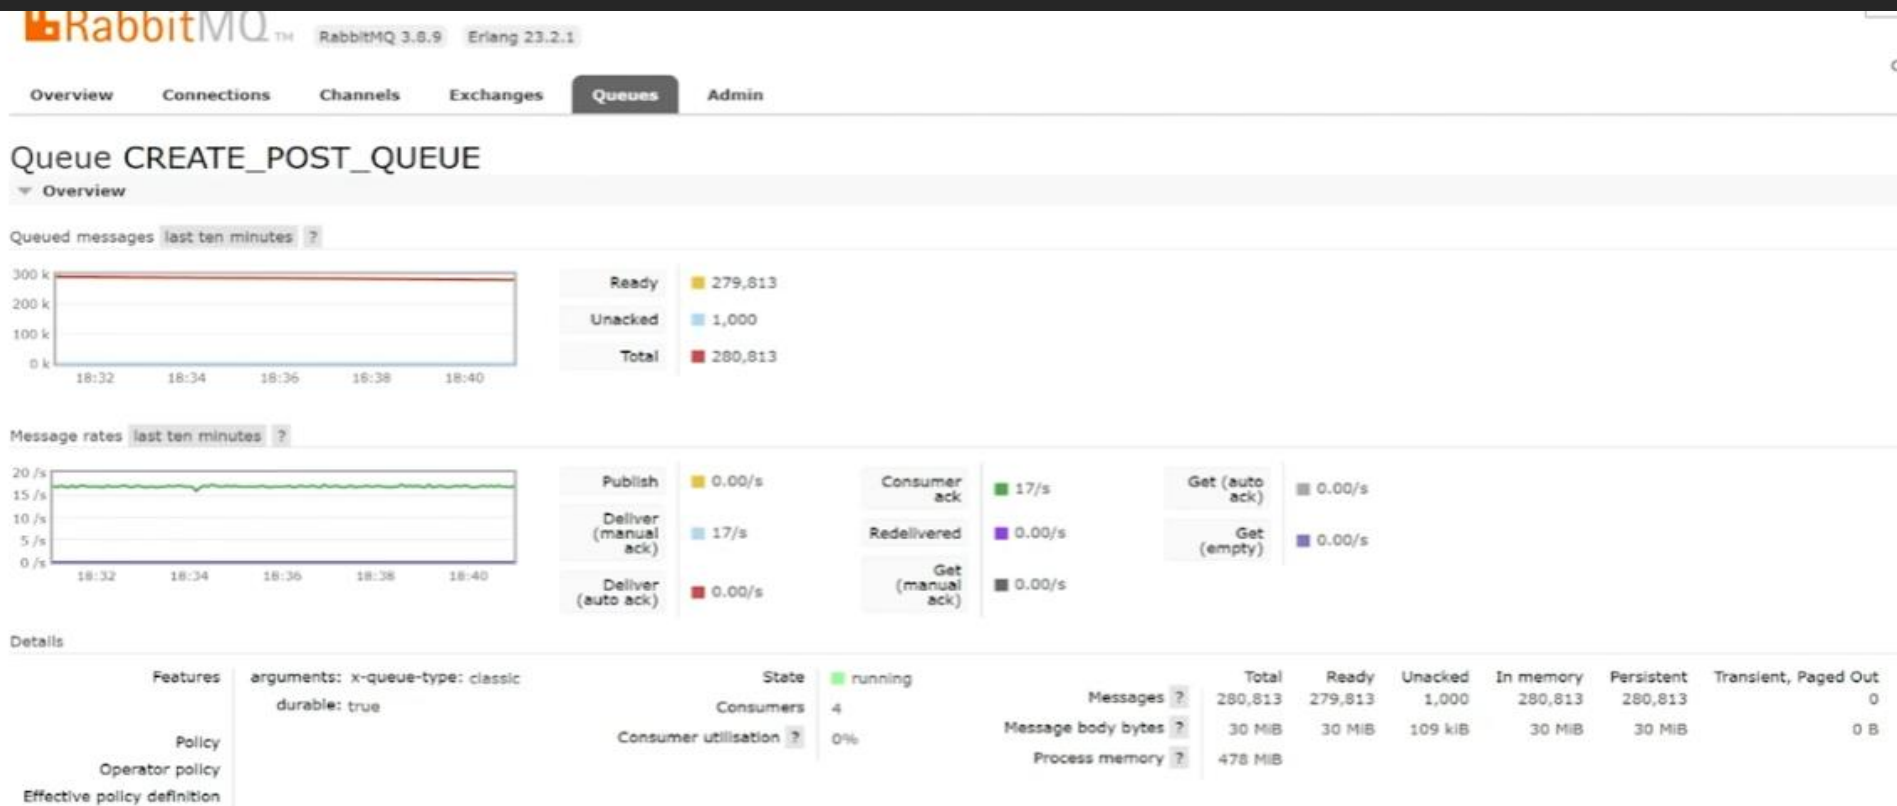 RabbitMQ TM RabbitMQ 3.8.9 Erlang 23.2.1
Overview Connections Channels Exchanges Queues Admin
Queue CREATE_POST_QUEUE
Overview
Queued messages last ten minutes ?
300 k
200 k
100 k
0 k
18:32 18:34 18:36 18:38 18:40
Ready 279,813
Unacked 1,000
Total 280,813
Message rates last ten minutes ?
20 /s
15 /s
10 /s
5 /s
0 /s
18:32 18:34 18:36 18:38 18:40
Publish 0.00/s
Deliver (manual ack) 17/s
Deliver (auto ack) 0.00/s
Consumer ack 17/s
Redelivered 0.00/s
Get (manual ack) 0.00/s
Get (auto ack) 0.00/s
Get (empty) 0.00/s
Details
Features arguments: x-queue-type: classic
durable: true
Policy
Operator policy
Effective policy definition
State running
Consumers 4
Consumer utilisation ? 0%
Total Ready Unacked In memory Persistent Transient, Paged Out
Messages ? 280,813 279,813 1,000 280,813 280,813 0
Message body bytes ? 30 MiB 30 MiB 109 kiB 30 MiB 30 MiB 0 B
Process memory ? 478 MiB